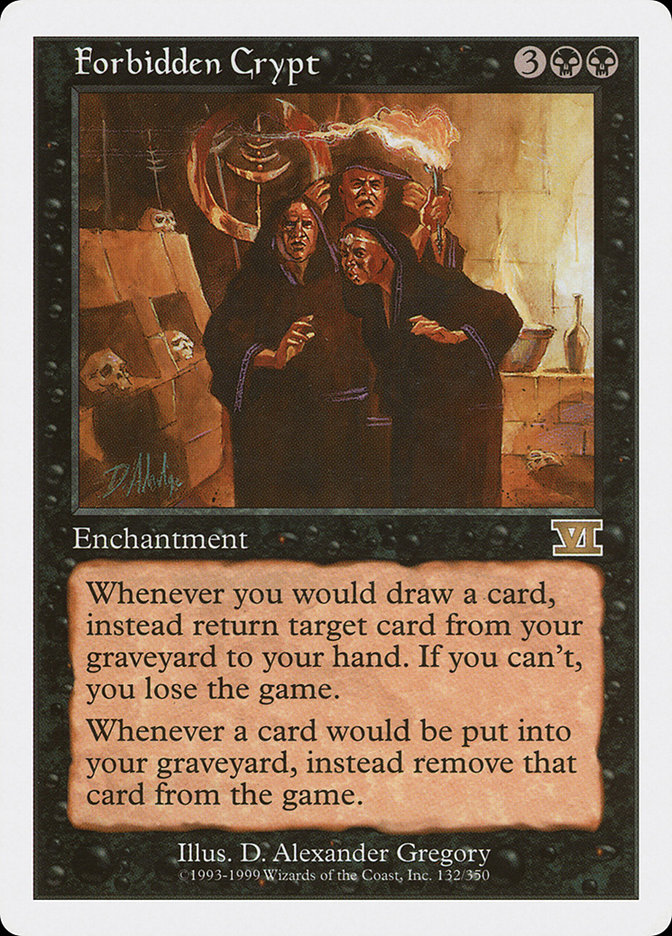 Forbidden Crypt 3
D. Alexander
Enchantment VI
Whenever you would draw a card,
instead return target card from your
graveyard to your hand. If you can't,
you lose the game.
Whenever a card would be put into
your graveyard, instead remove that
card from the game.
Illus. D. Alexander Gregory
©1993-1999 Wizards of the Coast, Inc. 132/350